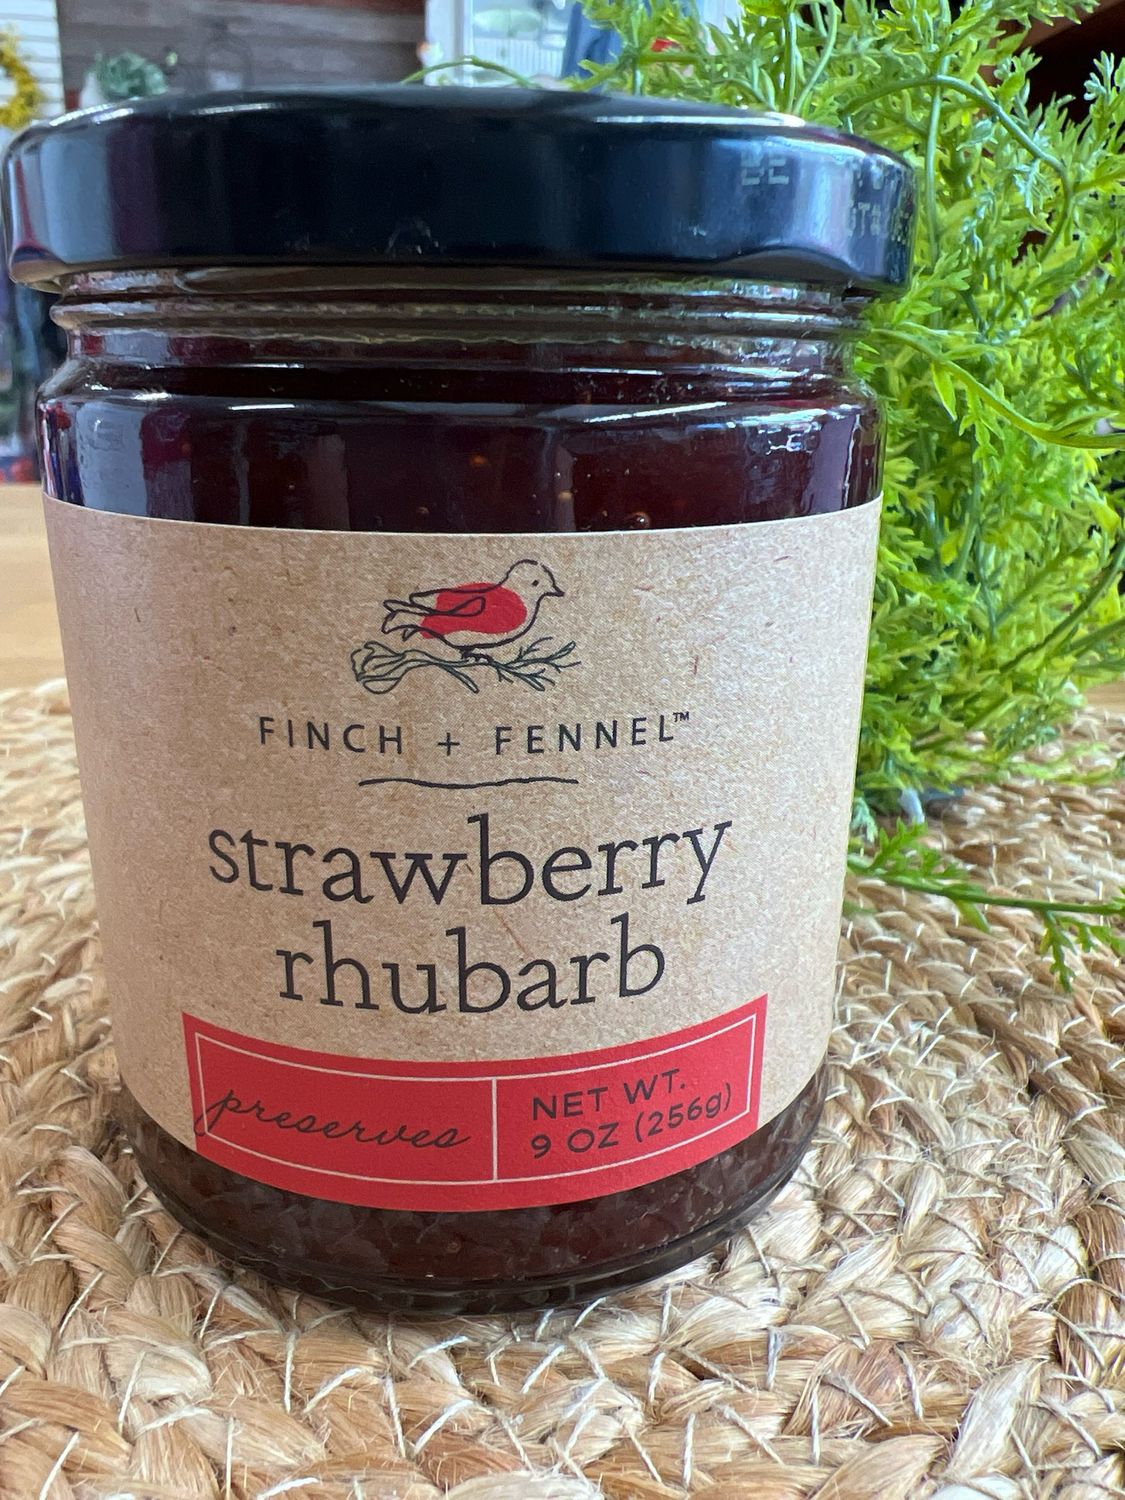 FINCH + FENNEL™
strawberry
rhubarb
preserves
NET WT.
9 OZ (256g)